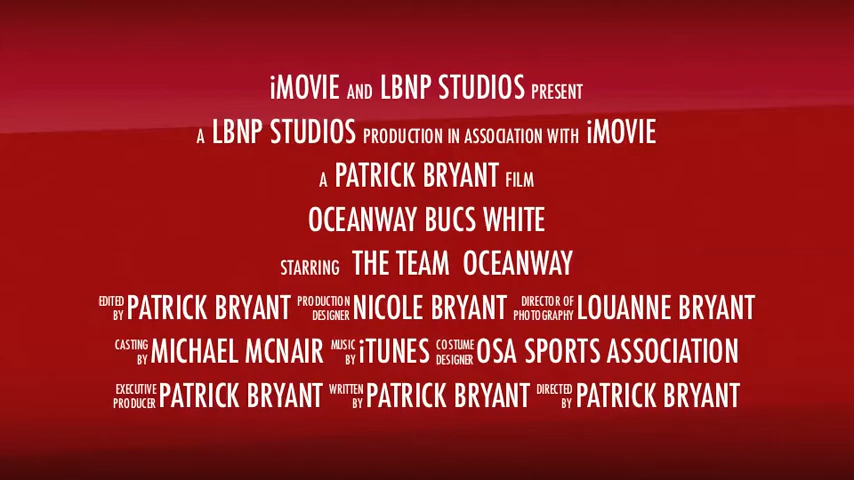 iMOVIE AND LBNP STUDIOS PRESENT
A LBNP STUDIOS PRODUCTION IN ASSOCIATION WITH iMOVIE
A PATRICK BRYANT FILM
OCEANWAY BUCS WHITE
STARRING THE TEAM OCEANWAY
EDITED BY PATRICK BRYANT PRODUCTION DESIGNER NICOLE BRYANT DIRECTOR OF PHOTOGRAPHY LOUANNE BRYANT
CASTING BY MICHAEL MCNAIR MUSIC BY iTUNES COSTUME DESIGNER OSA SPORTS ASSOCIATION
EXECUTIVE PRODUCER PATRICK BRYANT WRITTEN BY PATRICK BRYANT DIRECTED BY PATRICK BRYANT